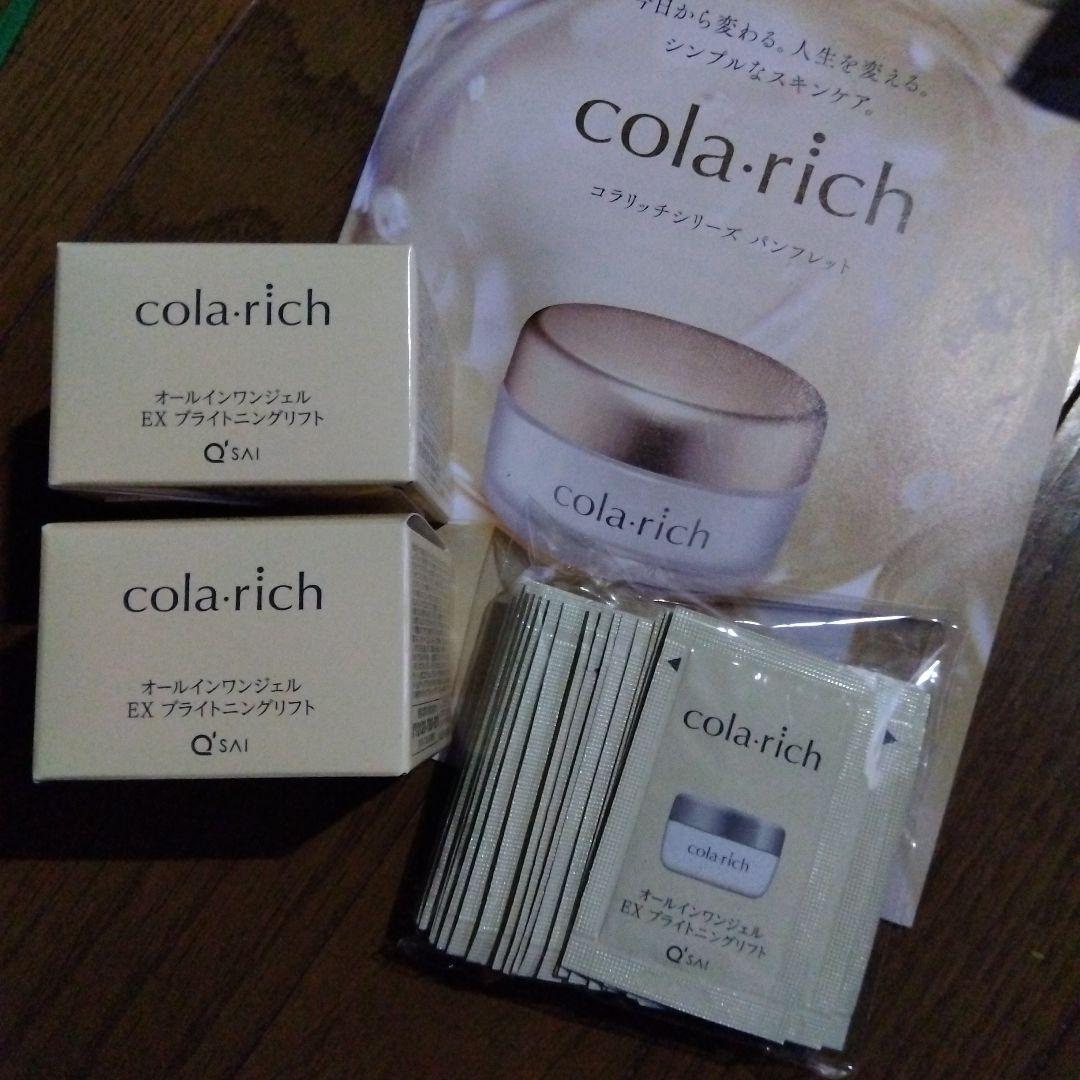 今日から変わる。人生を変える。
シンプルなスキンケア。
cola·rich
コラリッチシリーズ パンフレット
cola·rich
cola·rich
オールインワンジェル
EX ブライトニングリフト
Q'SAI
cola·rich
オールインワンジェル
EX ブライトニングリフト
Q'SAI
cola·rich
cola·rich
オールインワンジェル
EX ブライトニングリフト
Q'SAI